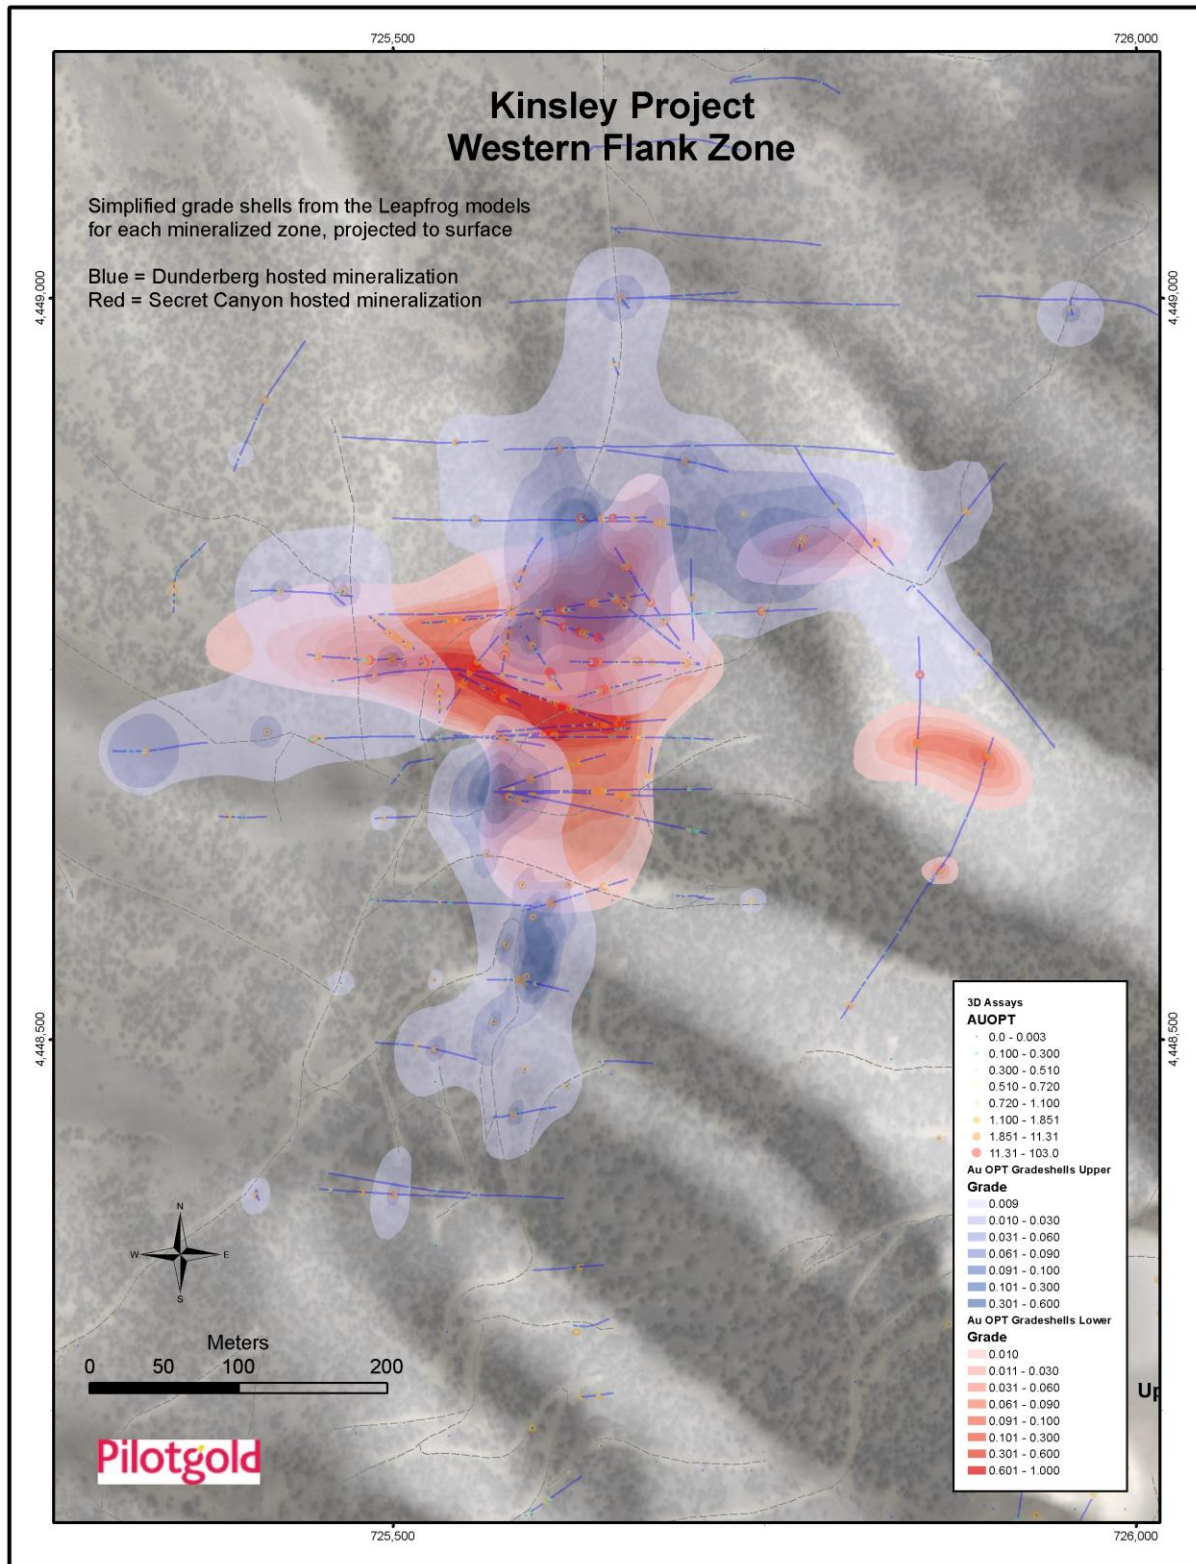 725,500
726,000
Kinsley Project
Western Flank Zone
Simplified grade shells from the Leapfrog models
for each mineralized zone, projected to surface
Blue = Dunderberg hosted mineralization
Red = Secret Canyon hosted mineralization
4,449,000
4,449,000
4,448,500
4,448,500
3D Assays
AUOPT
0.0 - 0.003
0.100 - 0.300
0.300 - 0.510
0.510 - 0.720
0.720 - 1.100
1.100 - 1.851
1.851 - 11.31
11.31 - 103.0
Au OPT Gradeshells Upper
Grade
0.009
0.010 - 0.030
0.031 - 0.060
0.061 - 0.090
0.091 - 0.100
0.101 - 0.300
0.301 - 0.600
Au OPT Gradeshells Lower
Grade
0.010
0.011 - 0.030
0.031 - 0.060
0.061 - 0.090
0.091 - 0.100
0.101 - 0.300
0.301 - 0.600
0.601 - 1.000
N
W E
S
Meters
0 50 100 200
Pilotgold
725,500
726,000